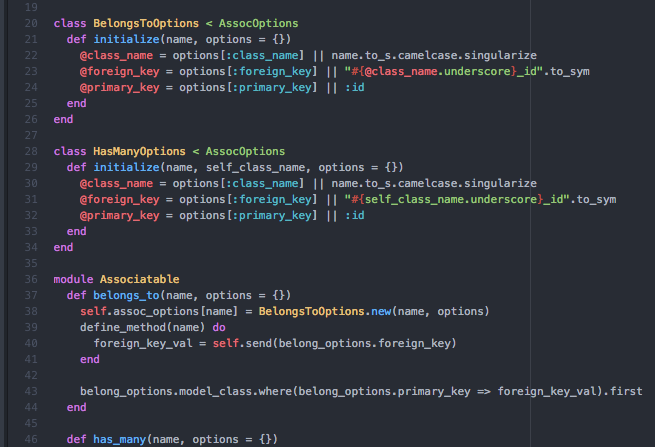 19
20 class BelongsToOptions < AssocOptions
21   def initialize(name, options = {})
22     @class_name = options[:class_name] || name.to_s.camelcase.singularize
23     @foreign_key = options[:foreign_key] || "#{@class_name.underscore}_id".to_sym
24     @primary_key = options[:primary_key] || :id
25   end
26 end
27
28 class HasManyOptions < AssocOptions
29   def initialize(name, self_class_name, options = {})
30     @class_name = options[:class_name] || name.to_s.camelcase.singularize
31     @foreign_key = options[:foreign_key] || "#{self_class_name.underscore}_id".to_sym
32     @primary_key = options[:primary_key] || :id
33   end
34 end
35
36 module Associatable
37   def belongs_to(name, options = {})
38     self.assoc_options[name] = BelongsToOptions.new(name, options)
39     define_method(name) do
40       foreign_key_val = self.send(belong_options.foreign_key)
41     end
42
43     belong_options.model_class.where(belong_options.primary_key => foreign_key_val).first
44   end
45
46   def has_many(name, options = {})